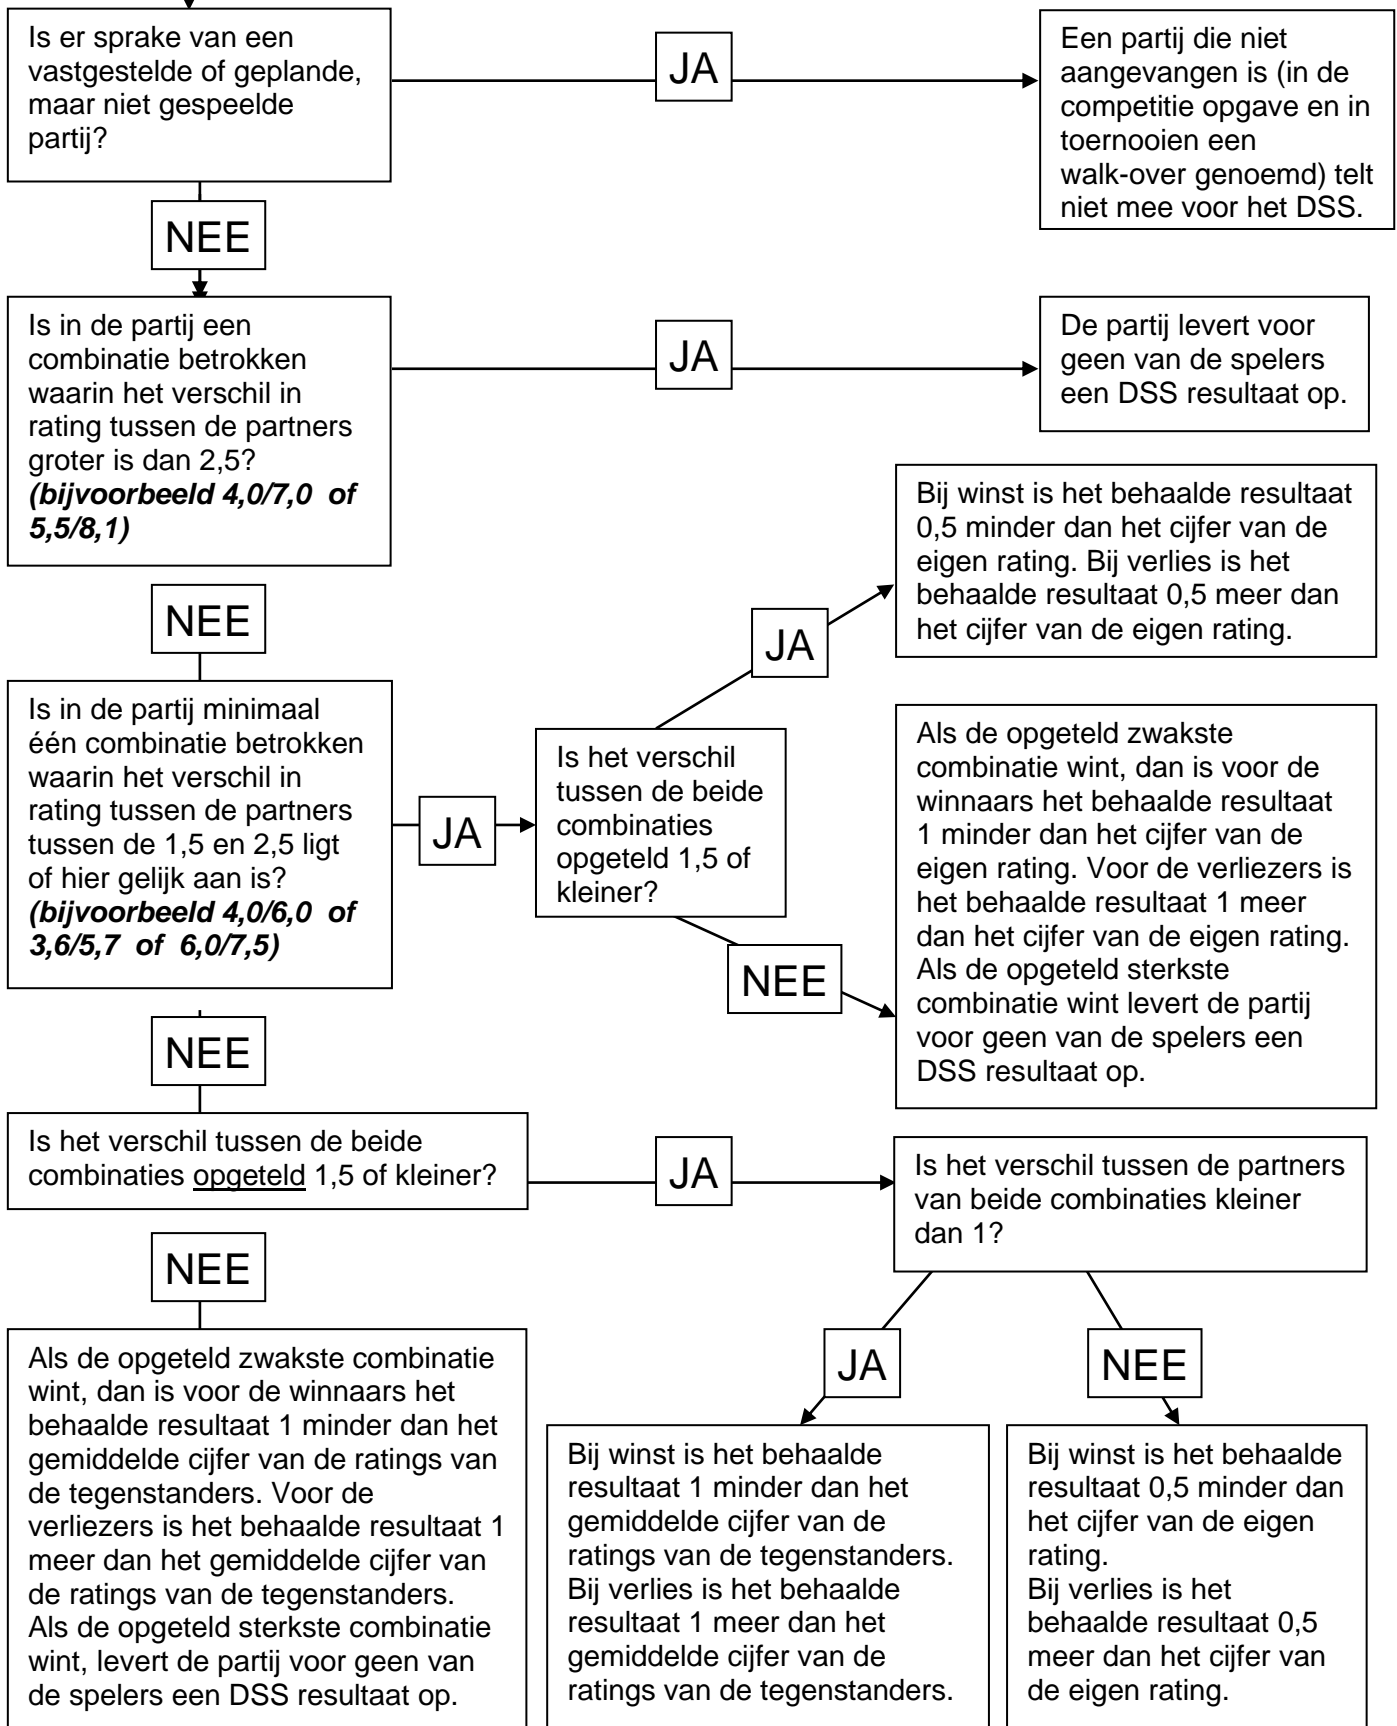 Is er sprake van een
vastgestelde of geplande,
maar niet gespeelde
partij?
JA
Een partij die niet
aangevangen is (in de
competitie opgave en in
toernooien een
walk-over genoemd) telt
niet mee voor het DSS.
NEE
Is in de partij een
combinatie betrokken
waarin het verschil in
rating tussen de partners
groter is dan 2,5?
(bijvoorbeeld 4,0/7,0 of
5,5/8,1)
JA
De partij levert voor
geen van de spelers
een DSS resultaat op.
NEE
Is in de partij minimaal
één combinatie betrokken
waarin het verschil in
rating tussen de partners
tussen de 1,5 en 2,5 ligt
of hier gelijk aan is?
(bijvoorbeeld 4,0/6,0 of
3,6/5,7 of 6,0/7,5)
JA
Is het verschil
tussen de beide
combinaties
opgeteld 1,5 of
kleiner?
JA
Bij winst is het behaalde resultaat
0,5 minder dan het cijfer van de
eigen rating. Bij verlies is het
behaalde resultaat 0,5 meer dan
het cijfer van de eigen rating.
NEE
Als de opgeteld zwakste
combinatie wint, dan is voor de
winnaars het behaalde resultaat
1 minder dan het cijfer van de
eigen rating. Voor de verliezers is
het behaalde resultaat 1 meer
dan het cijfer van de eigen rating.
Als de opgeteld sterkste
combinatie wint levert de partij
voor geen van de spelers een
DSS resultaat op.
NEE
Is het verschil tussen de beide
combinaties opgeteld 1,5 of kleiner?
JA
Is het verschil tussen de partners
van beide combinaties kleiner
dan 1?
NEE
Als de opgeteld zwakste combinatie
wint, dan is voor de winnaars het
behaalde resultaat 1 minder dan het
gemiddelde cijfer van de ratings van
de tegenstanders. Voor de
verliezers is het behaalde resultaat 1
meer dan het gemiddelde cijfer van
de ratings van de tegenstanders.
Als de opgeteld sterkste combinatie
wint, levert de partij voor geen van
de spelers een DSS resultaat op.
JA
Bij winst is het behaalde
resultaat 1 minder dan het
gemiddelde cijfer van de
ratings van de tegenstanders.
Bij verlies is het behaalde
resultaat 1 meer dan het
gemiddelde cijfer van de
ratings van de tegenstanders.
NEE
Bij winst is het behaalde
resultaat 0,5 minder dan
het cijfer van de eigen
rating.
Bij verlies is het
behaalde resultaat 0,5
meer dan het cijfer van
de eigen rating.